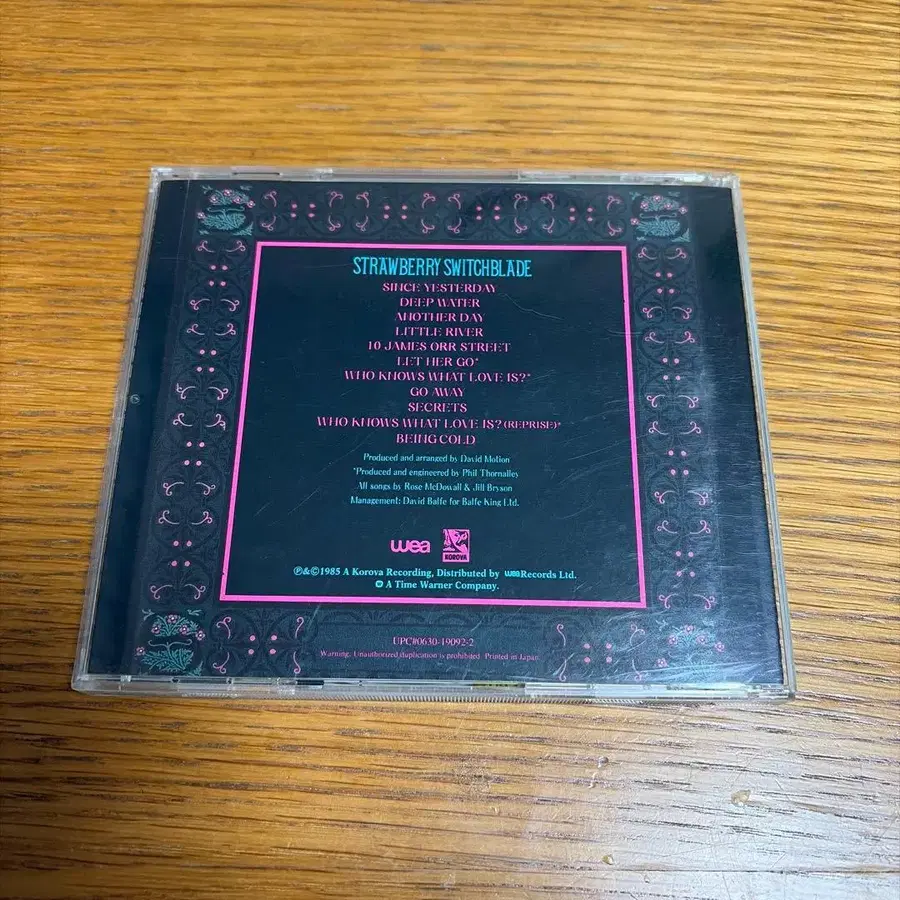 STRAWBERRY SWITCHBLADE
SINCE YESTERDAY
DEEP WATER
ANOTHER DAY
LITTLE RIVER
10 JAMES ORR STREET
LET HER GO*
WHO KNOWS WHAT LOVE IS?*
GO AWAY
SECRETS
WHO KNOWS WHAT LOVE IS? (REPRISE)*
BEING COLD
Produced and arranged by David Motion
*Produced and engineered by Phil Thornalley
All songs by Rose McDowall & Jill Bryson
Management: David Balfe for Balfe King Ltd.
wea
KOROVA
℗&©1985 A Korova Recording, Distributed by wea Records Ltd.
A Time Warner Company.
UPC#0630-19092-2
Warning: Unauthorized duplication is prohibited. Printed in Japan